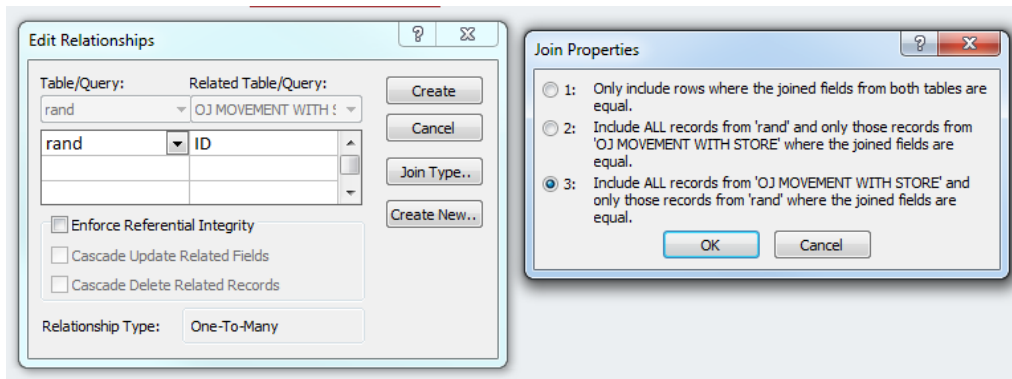 Edit Relationships
Table/Query: Related Table/Query:
rand OJ MOVEMENT WITH S
rand ID
Create
Cancel
Join Type..
Create New..
Enforce Referential Integrity
Cascade Update Related Fields
Cascade Delete Related Records
Relationship Type: One-To-Many
Join Properties
1: Only include rows where the joined fields from both tables are
equal.
2: Include ALL records from 'rand' and only those records from
'OJ MOVEMENT WITH STORE' where the joined fields are
equal.
3: Include ALL records from 'OJ MOVEMENT WITH STORE' and
only those records from 'rand' where the joined fields are
equal.
OK Cancel